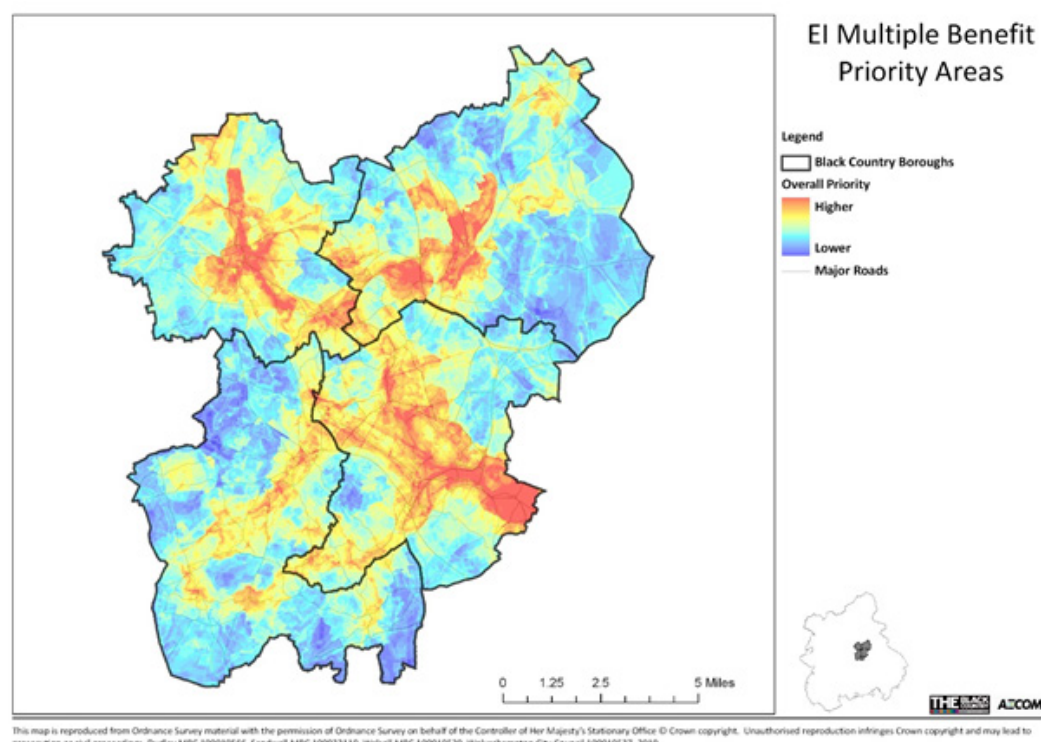 EI Multiple Benefit
Priority Areas
Legend
Black Country Boroughs
Overall Priority
Higher
Lower
Major Roads
0 1.25 2.5 5 Miles
THE BLACK COUNTRY AECOM
This map is reproduced from Ordnance Survey material with the permission of Ordnance Survey on behalf of the Controller of Her Majesty's Stationary Office © Crown copyright. Unauthorised reproduction infringes Crown copyright and may lead to